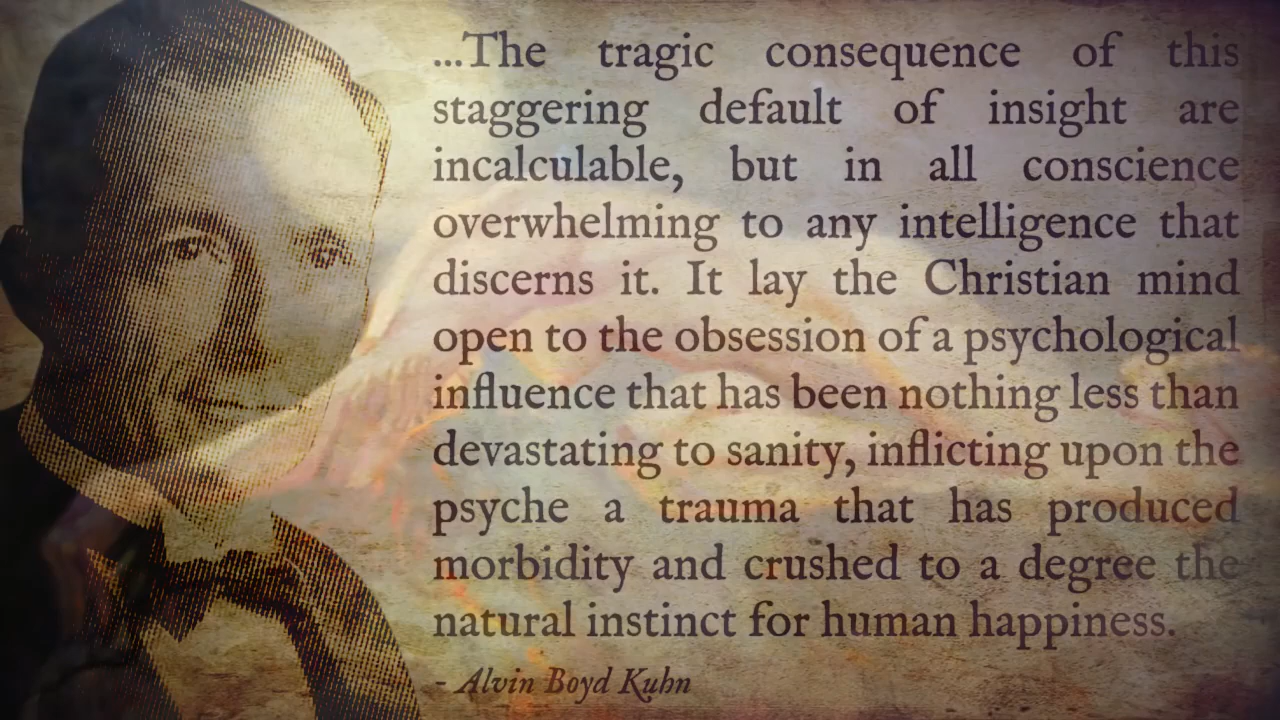 ...The tragic consequence of this
staggering default of insight are
incalculable, but in all conscience
overwhelming to any intelligence that
discerns it. It lay the Christian mind
open to the obsession of a psychological
influence that has been nothing less than
devastating to sanity, inflicting upon the
psyche a trauma that has produced
morbidity and crushed to a degree the
natural instinct for human happiness.
- Alvin Boyd Kuhn